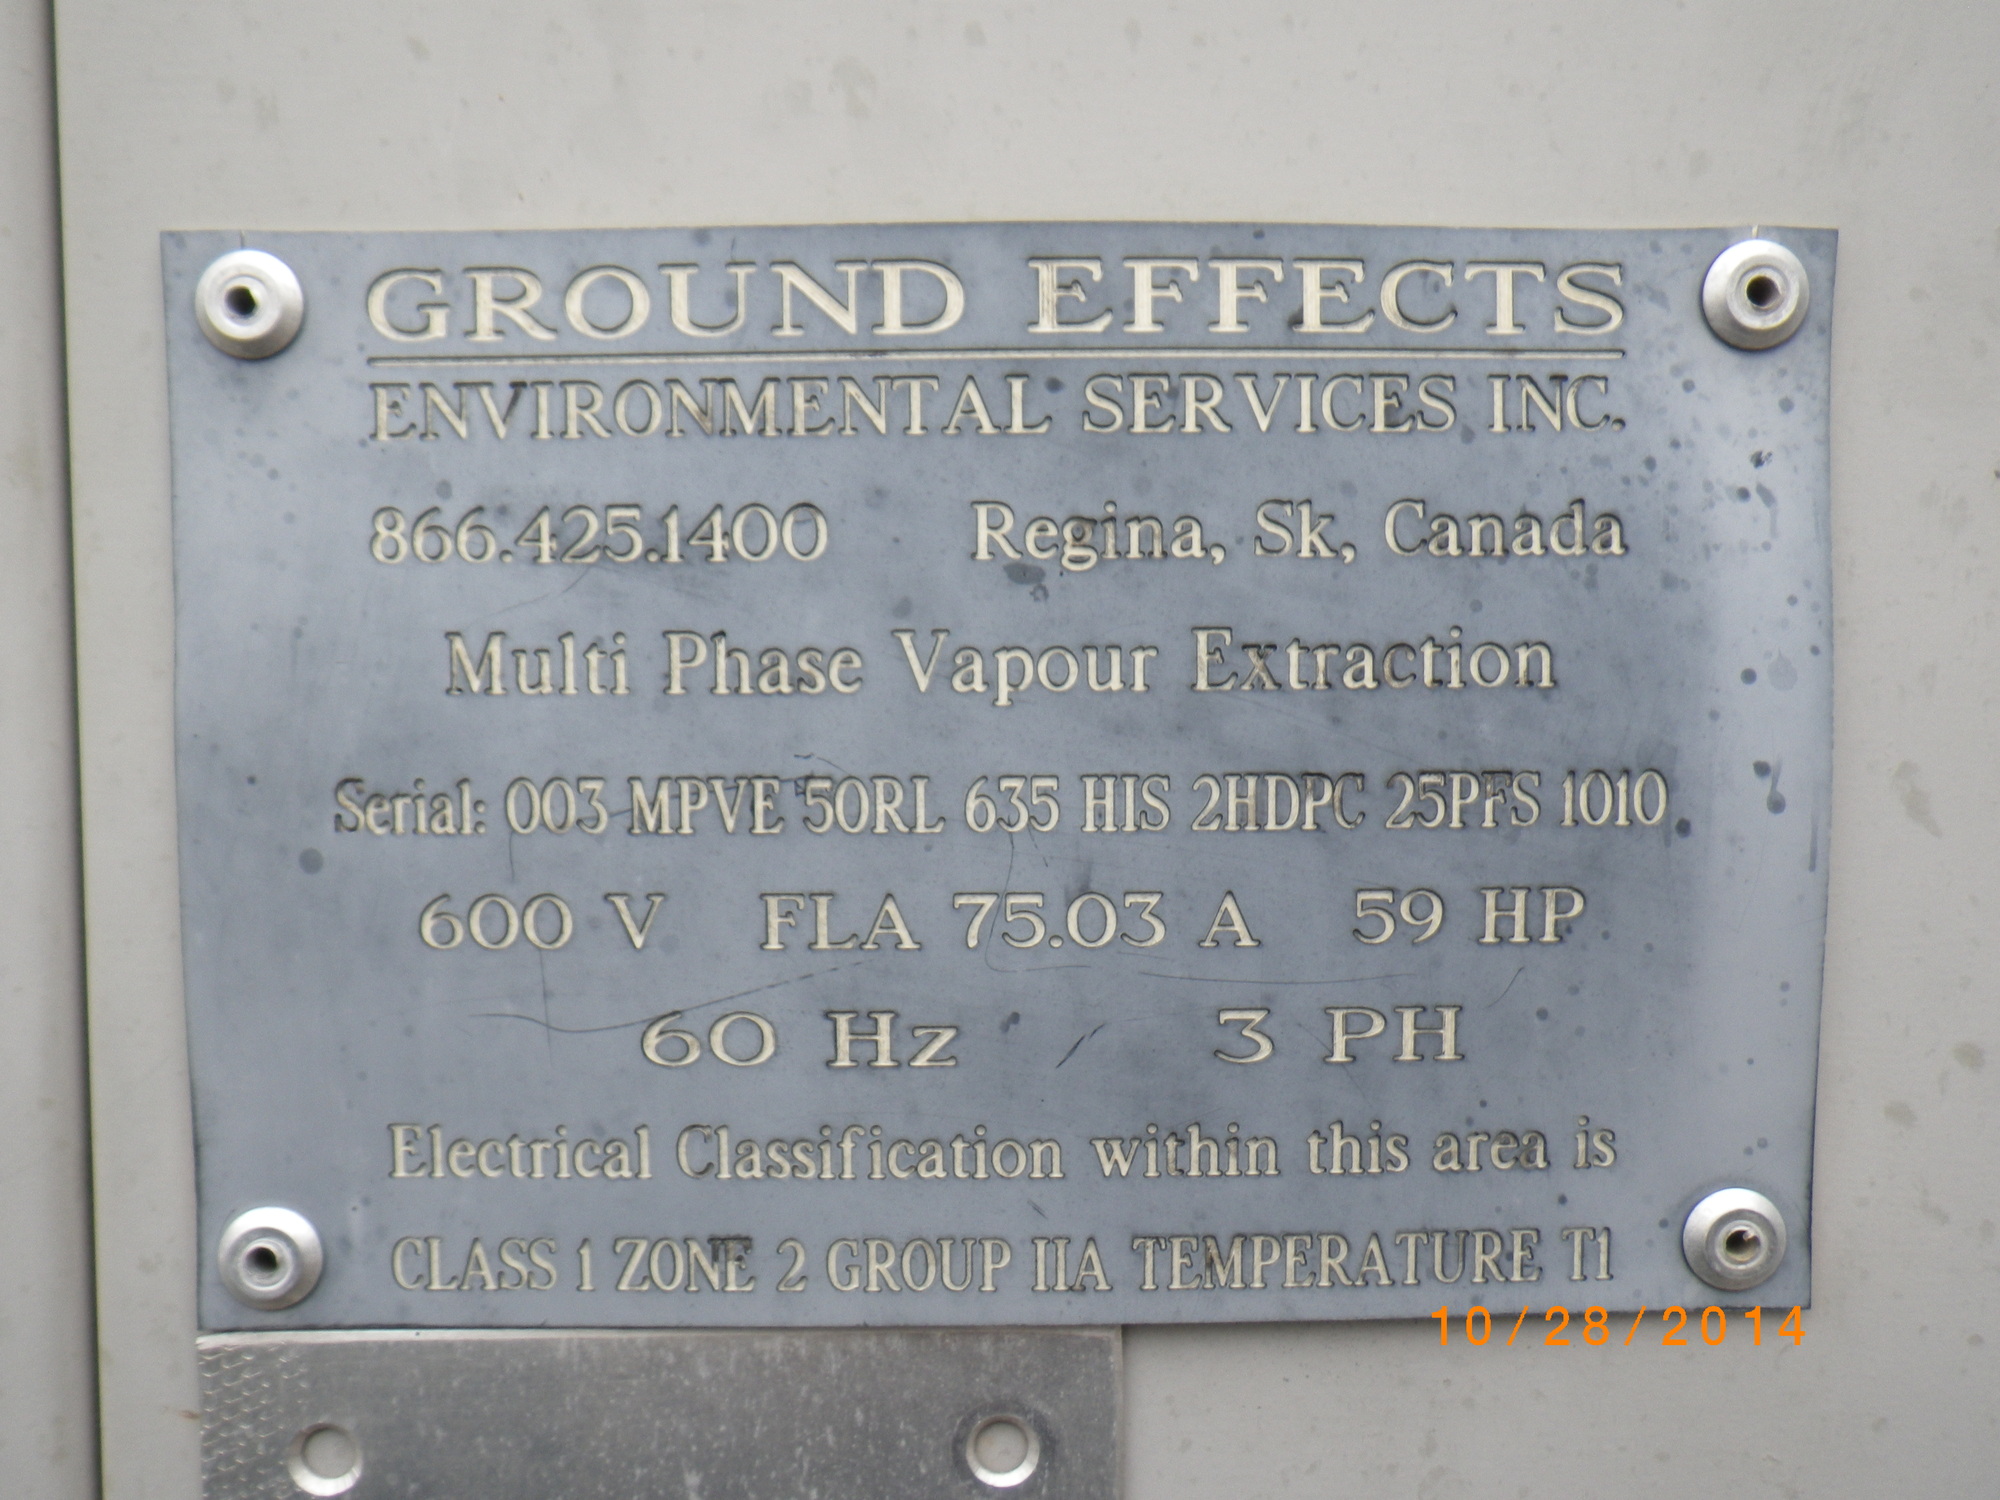 GROUND EFFECTS
ENVIRONMENTAL SERVICES INC.
866.425.1400 Regina, Sk, Canada
Multi Phase Vapour Extraction
Serial: 003 MPVE 50RL 635 HIS 2HDPC 25PFS 1010
600 V FLA 75.03 A 59 HP
60 Hz 3 PH
Electrical Classification within this area is
CLASS 1 ZONE 2 GROUP IIA TEMPERATURE T1
10/28/2014